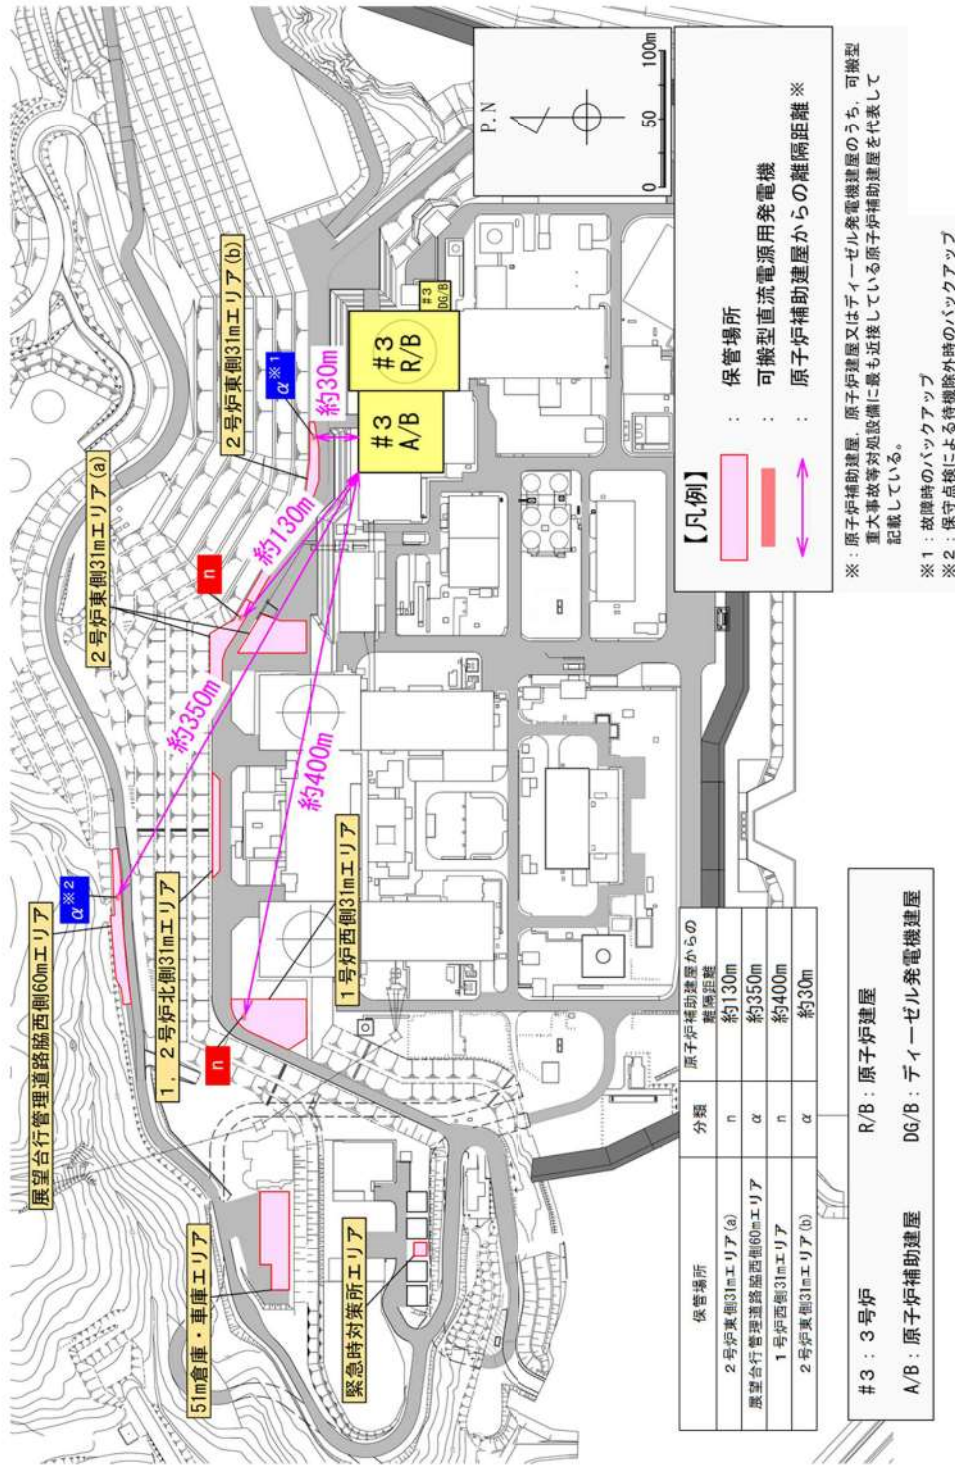 51m倉庫・車庫エリア
緊急時対策所エリア
展望台行管理道路脇西側60mエリア
α※2
1,2号炉北側31mエリア
n
1号炉西側31mエリア
約350m
約400m
2号炉東側31mエリア(a)
n
約130m
2号炉東側31mエリア(b)
α※1
約30m
#3
A/B
#3
R/B
#3
DG/B
P.N
0 50 100m
【凡例】
: 保管場所
: 可搬型直流電源用発電機
: 原子炉補助建屋からの離隔距離※
※:原子炉補助建屋,原子炉建屋又はディーゼル発電機建屋のうち,可搬型
重大事故等対処設備に最も近接している原子炉補助建屋を代表して
記載している。
※1:故障時のバックアップ
※2:保守点検による待機除外時のバックアップ
保管場所 分類 原子炉補助建屋からの
離隔距離
2号炉東側31mエリア(a) n 約130m
展望台行管理道路脇西側60mエリア α 約350m
1号炉西側31mエリア n 約400m
2号炉東側31mエリア(b) α 約30m
#3:3号炉 R/B:原子炉建屋
A/B:原子炉補助建屋 DG/B:ディーゼル発電機建屋